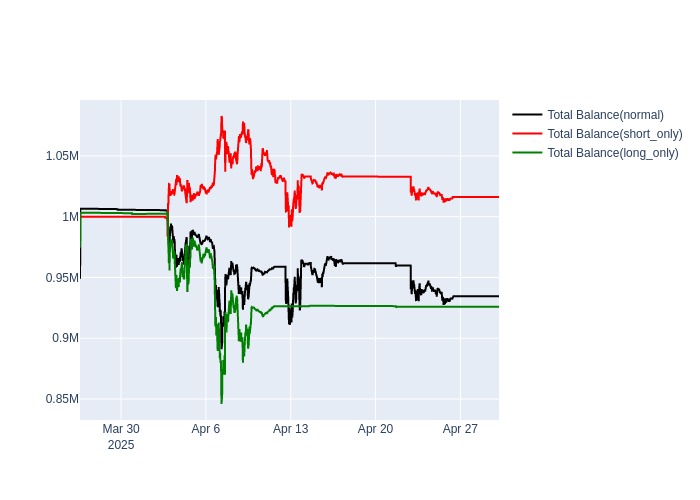 Total Balance(normal)
Total Balance(short_only)
Total Balance(long_only)
1.05M
1M
0.95M
0.9M
0.85M
Mar 30
2025
Apr 6
Apr 13
Apr 20
Apr 27